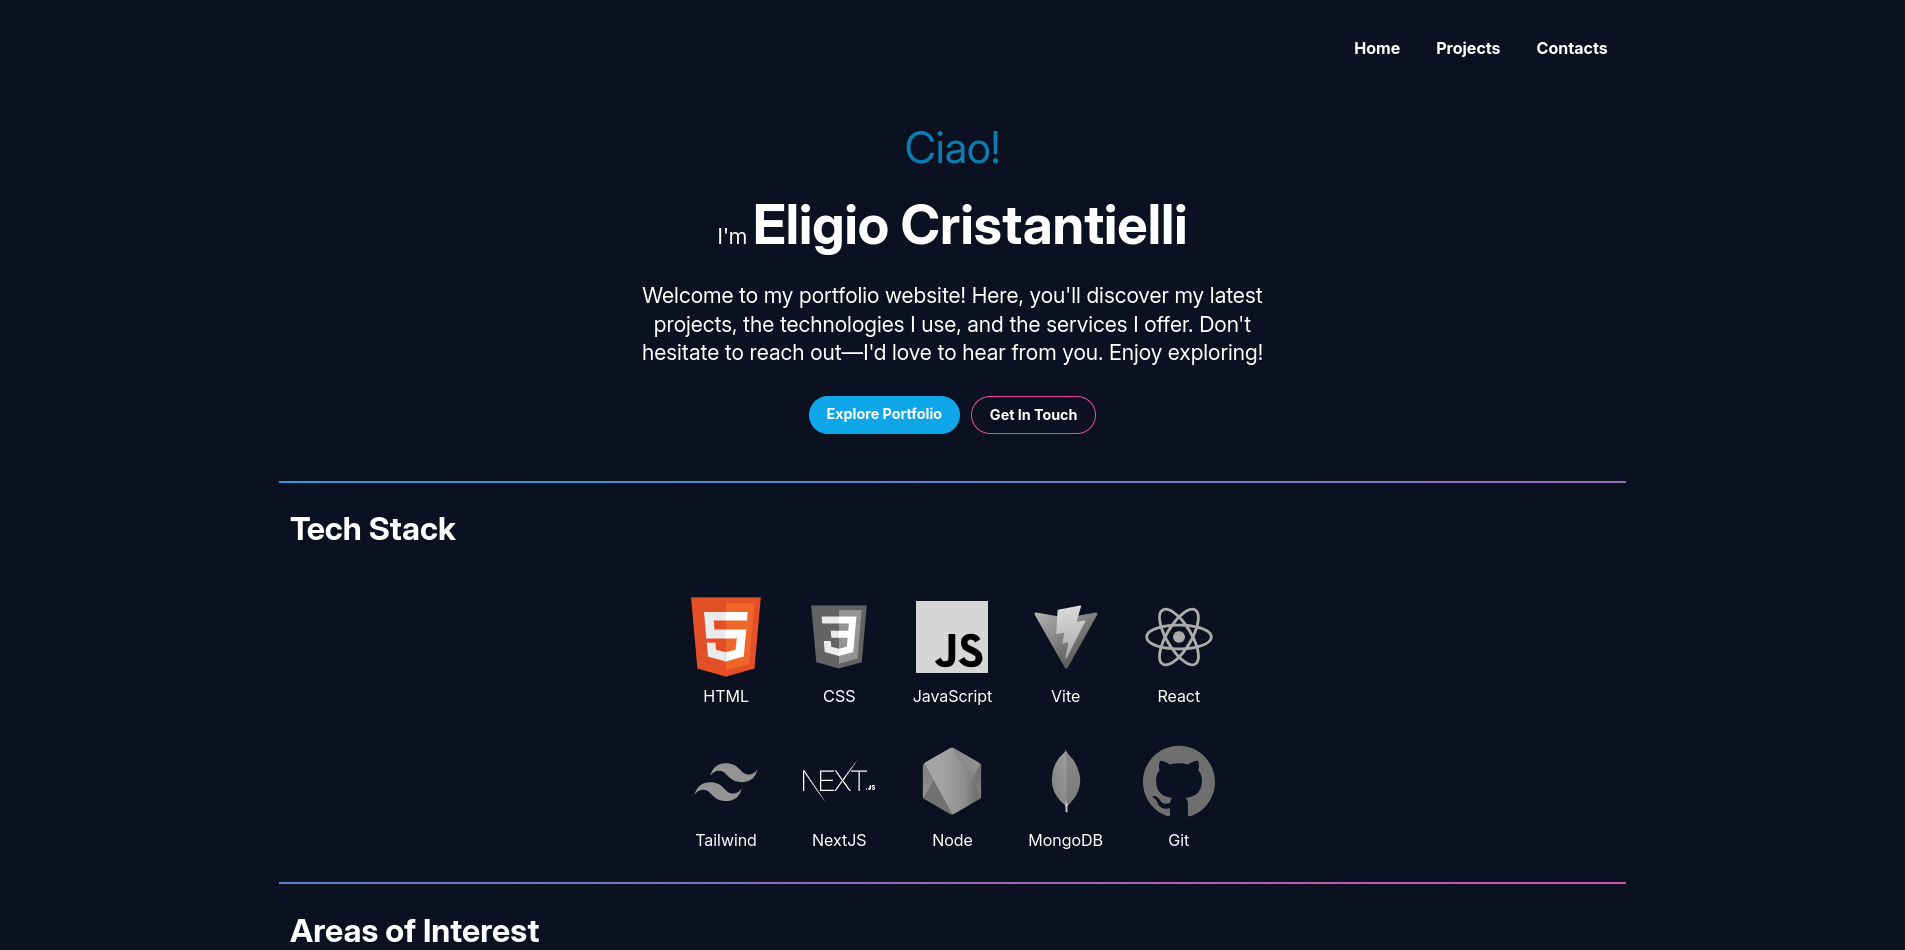 Home Projects Contacts
Ciao!
I'm Eligio Cristantielli
Welcome to my portfolio website! Here, you'll discover my latest
projects, the technologies I use, and the services I offer. Don't
hesitate to reach out—I'd love to hear from you. Enjoy exploring!
Explore Portfolio Get In Touch
Tech Stack
5 3 JS
HTML CSS JavaScript Vite React
NEXT.JS
Tailwind NextJS Node MongoDB Git
Areas of Interest